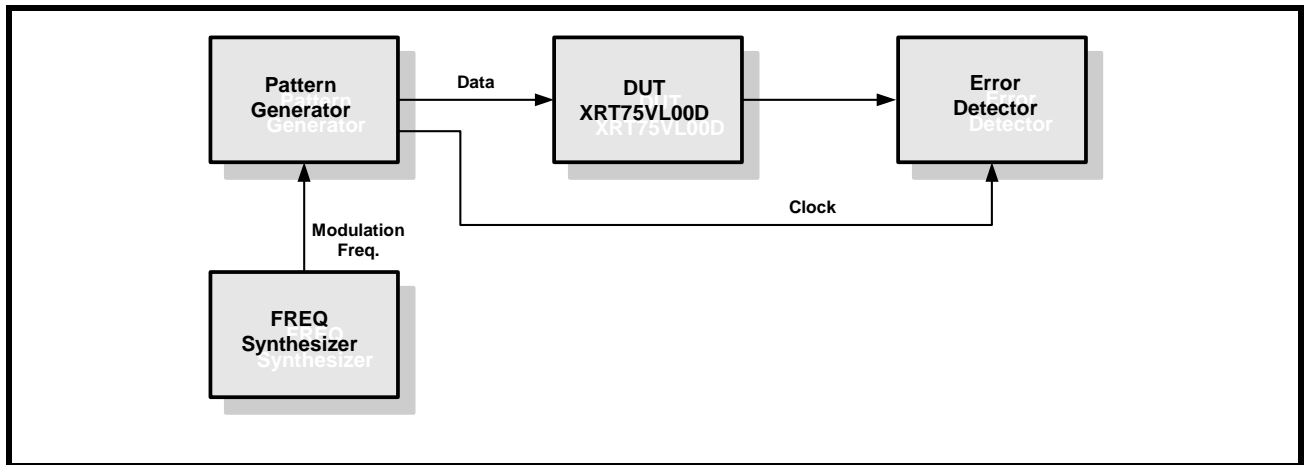 Pattern
Generator
Data
DUT
XRT75VL00D
Error
Detector
Clock
Modulation
Freq.
FREQ
Synthesizer